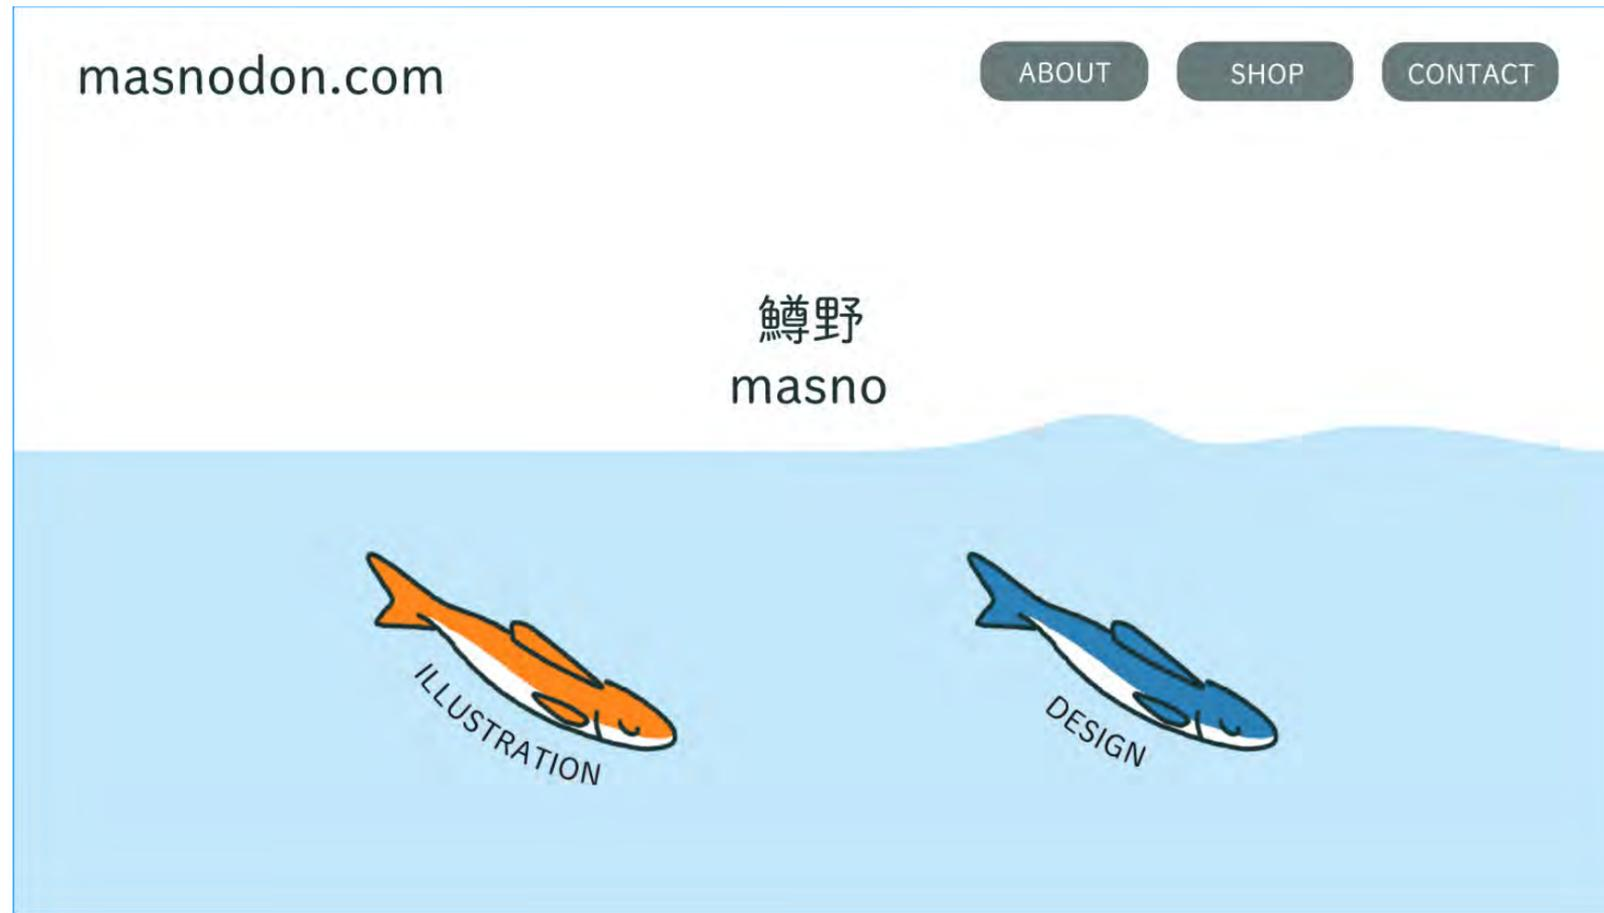 masnodon.com
ABOUT SHOP CONTACT
鱒野
masno
ILLUSTRATION
DESIGN